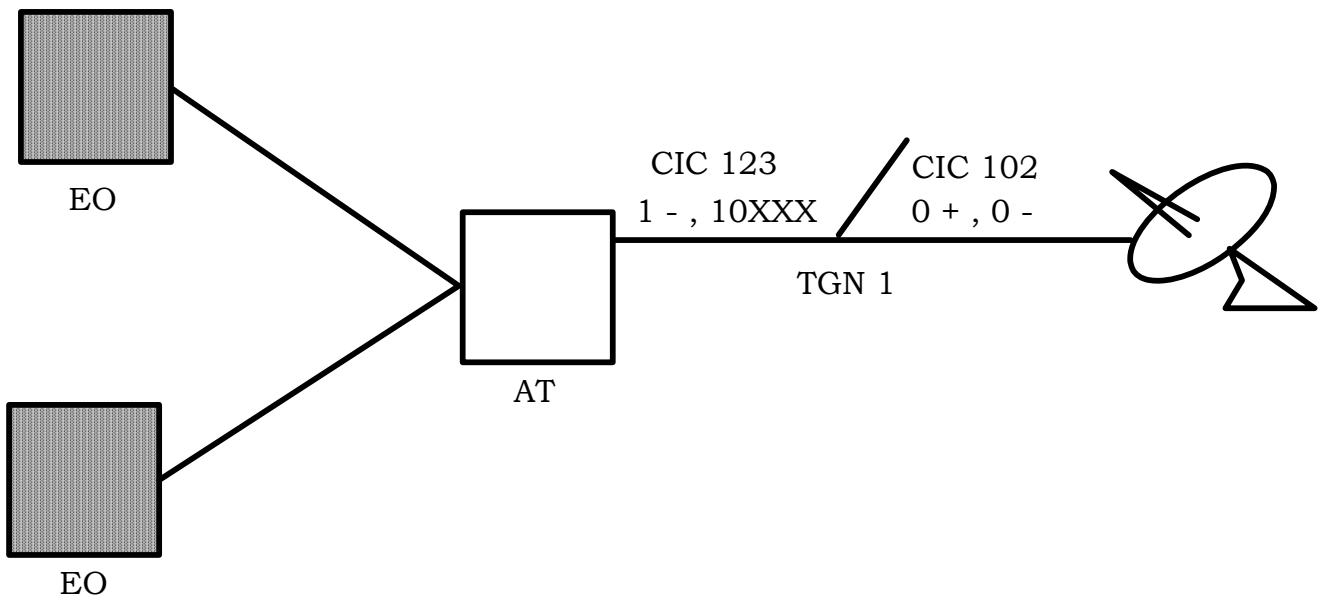 EO
CIC 123
1 - , 10XXX
CIC 102
0 + , 0 -
TGN 1
AT
EO